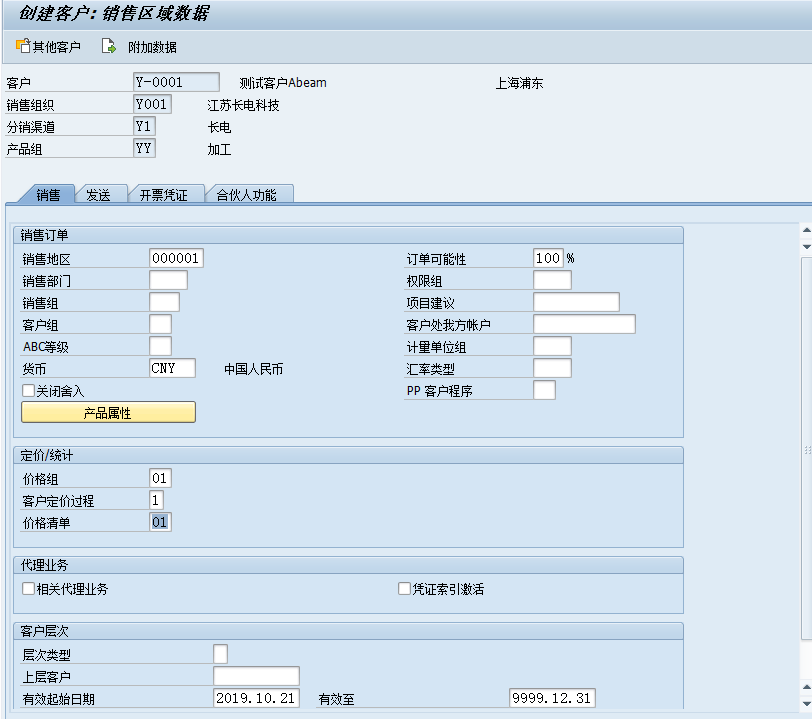 创建客户: 销售区域数据
其他客户 附加数据
客户 Y-0001 测试客户Abeam 上海浦东
销售组织 Y001 江苏长电科技
分销渠道 Y1 长电
产品组 YY 加工
销售 发送 开票凭证 合伙人功能
销售订单
销售地区 000001 订单可能性 100 %
销售部门 权限组
销售组 项目建议
客户组 客户处我方帐户
ABC等级 计量单位组
货币 CNY 中国人民币 汇率类型
关闭舍入 PP 客户程序
产品属性
定价/统计
价格组 01
客户定价过程 1
价格清单 01
代理业务
相关代理业务 凭证索引激活
客户层次
层次类型
上层客户
有效起始日期 2019.10.21 有效至 9999.12.31